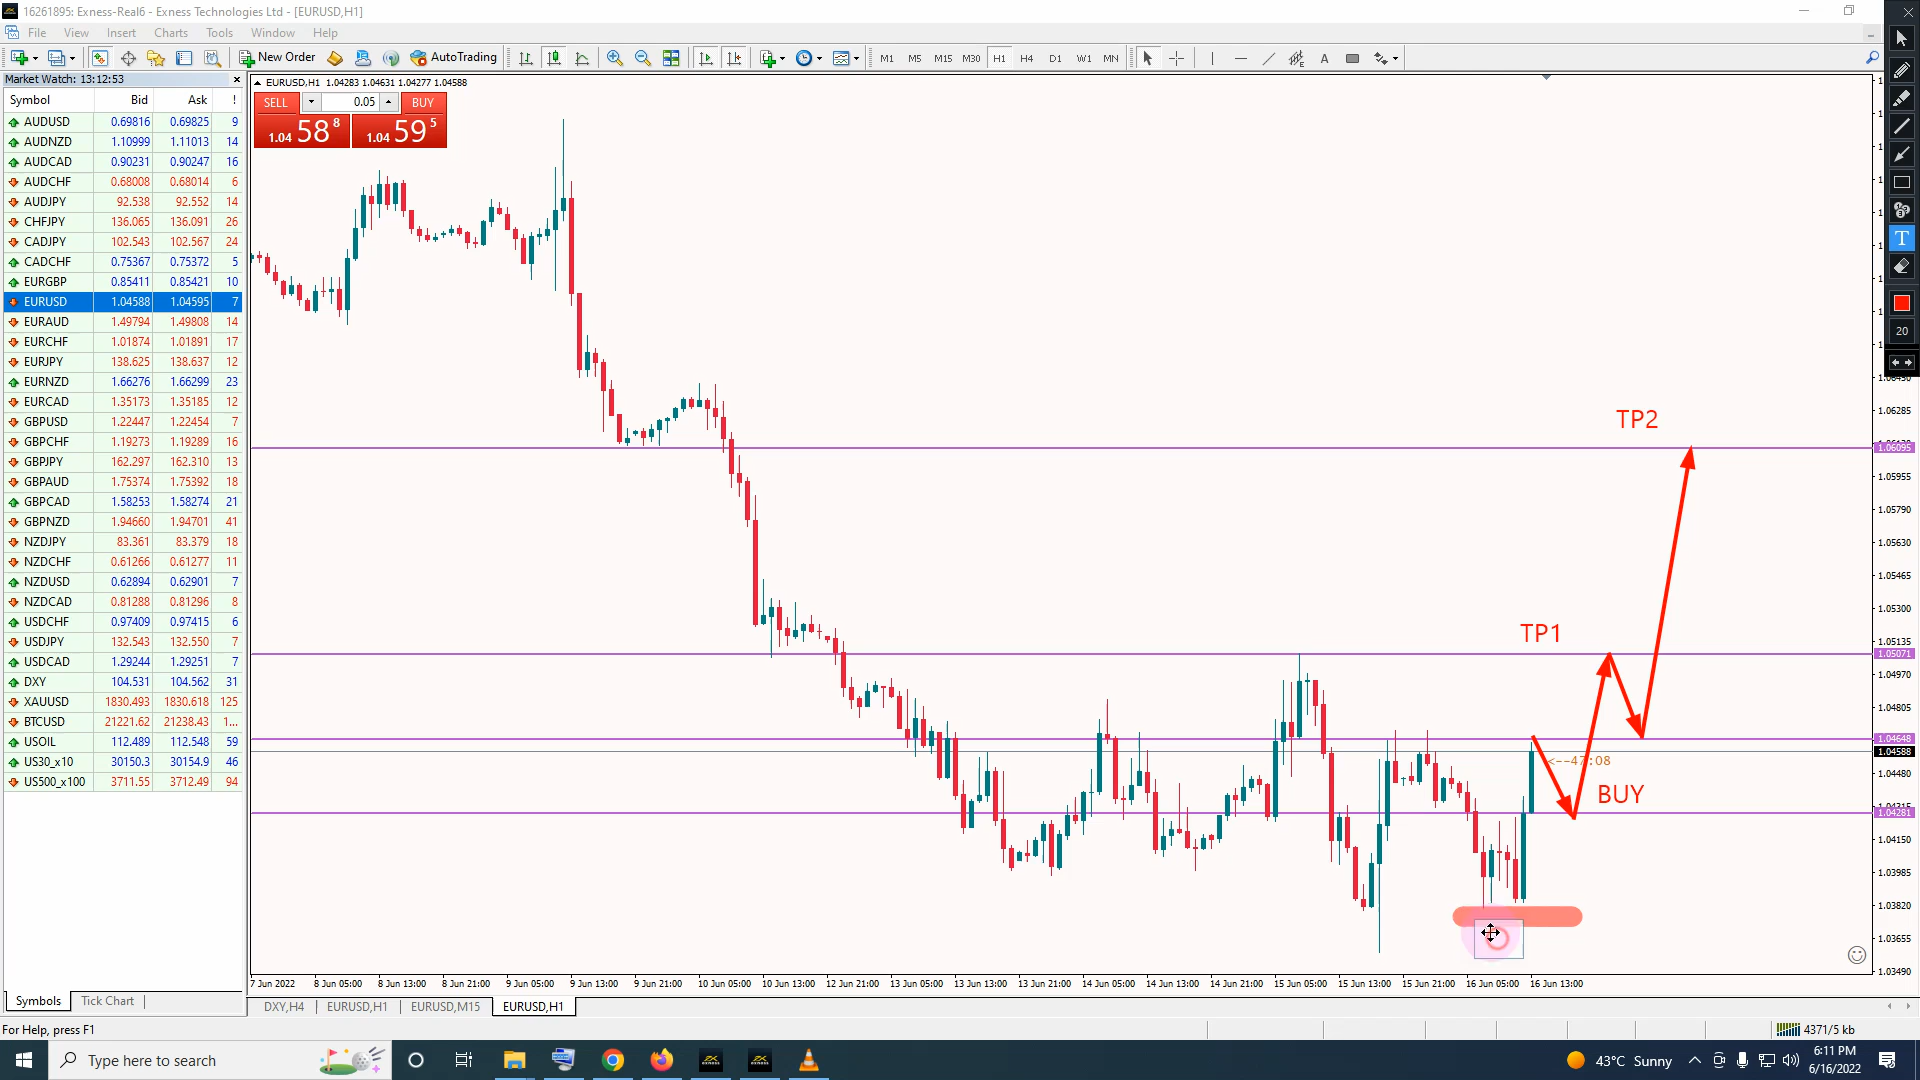 16261895: Exness-Real6 - Exness Technologies Ltd - [EURUSD,H1]
File View Insert Charts Tools Window Help
New Order AutoTrading M1 M5 M15 M30 H1 H4 D1 W1 MN A T
Market Watch: 13:12:53
Symbol Bid Ask !
AUDUSD 0.69816 0.69825 9
AUDNZD 1.10999 1.11013 14
AUDCAD 0.90231 0.90247 16
AUDCHF 0.68008 0.68014 6
AUDJPY 92.538 92.552 14
CHFJPY 136.065 136.091 26
CADJPY 102.543 102.567 24
CADCHF 0.75367 0.75372 5
EURGBP 0.85411 0.85421 10
EURUSD 1.04588 1.04595 7
EURAUD 1.49794 1.49808 14
EURCHF 1.01874 1.01891 17
EURJPY 138.625 138.637 12
EURNZD 1.66276 1.66299 23
EURCAD 1.35173 1.35185 12
GBPUSD 1.22447 1.22454 7
GBPCHF 1.19273 1.19289 16
GBPJPY 162.297 162.310 13
GBPAUD 1.75374 1.75392 18
GBPCAD 1.58253 1.58274 21
GBPNZD 1.94660 1.94701 41
NZDJPY 83.361 83.379 18
NZDCHF 0.61266 0.61277 11
NZDUSD 0.62894 0.62901 7
NZDCAD 0.81288 0.81296 8
USDCHF 0.97409 0.97415 6
USDJPY 132.543 132.550 7
USDCAD 1.29244 1.29251 7
DXY 104.531 104.562 31
XAUUSD 1830.493 1830.618 125
BTCUSD 21221.62 21238.43 1...
USOIL 112.489 112.548 59
US30_x10 30150.3 30154.9 46
US500_x100 3711.55 3712.49 94
Symbols Tick Chart
EURUSD,H1 1.04283 1.04631 1.04277 1.04588
SELL 0.05 BUY
1.04 58 8 1.04 59 5
TP2
TP1
<--47:08
BUY
20
1.06285
1.06095
1.05955
1.05790
1.05630
1.05465
1.05300
1.05135
1.05071
1.04970
1.04805
1.04648
1.04588
1.04480
1.04281
1.04150
1.03985
1.03820
1.03655
1.03490
7 Jun 2022 8 Jun 05:00 8 Jun 13:00 8 Jun 21:00 9 Jun 05:00 9 Jun 13:00 9 Jun 21:00 10 Jun 05:00 10 Jun 13:00 12 Jun 21:00 13 Jun 05:00 13 Jun 13:00 13 Jun 21:00 14 Jun 05:00 14 Jun 13:00 14 Jun 21:00 15 Jun 05:00 15 Jun 13:00 15 Jun 21:00 16 Jun 05:00 16 Jun 13:00
DXY,H4 EURUSD,H1 EURUSD,M15 EURUSD,H1
For Help, press F1
4371/5 kb
Type here to search
43°C Sunny
6:11 PM
6/16/2022